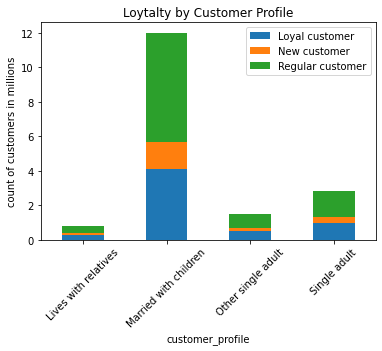 Loytalty by Customer Profile
Loyal customer
New customer
Regular customer
count of customers in millions
12
10
8
6
4
2
0
Lives with relatives
Married with children
Other single adult
Single adult
customer_profile